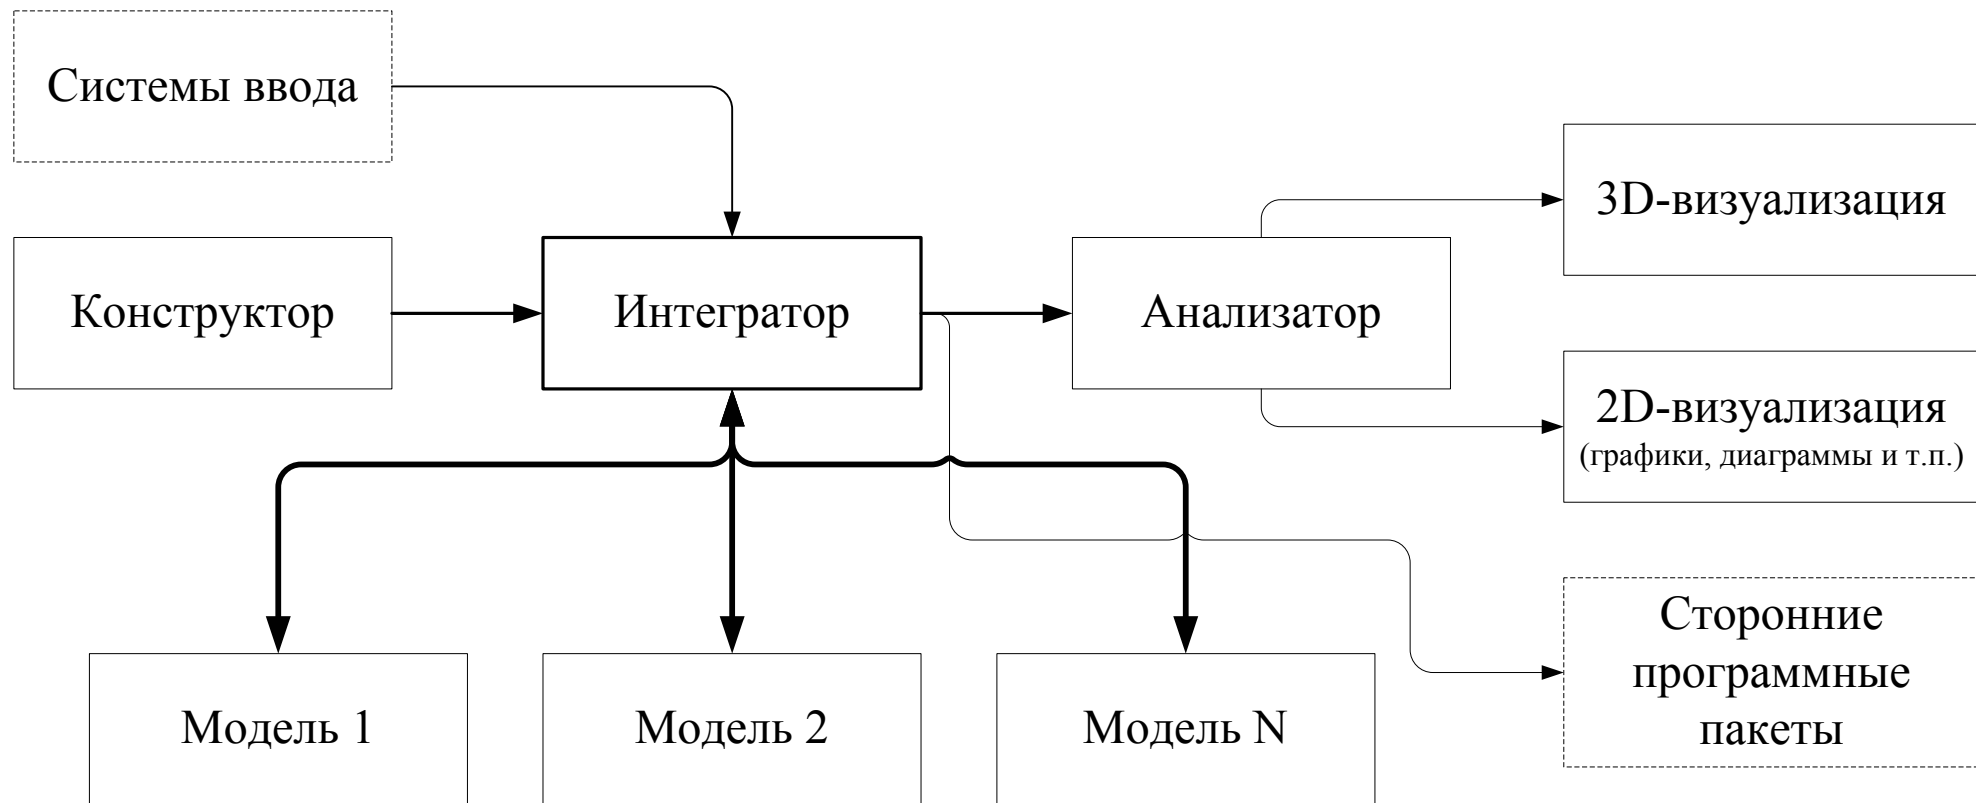 Системы ввода
3D-визуализация
Конструктор
Интегратор
Анализатор
2D-визуализация
(графики, диаграммы и т.п.)
Сторонние
программные
пакеты
Модель 1
Модель 2
Модель N